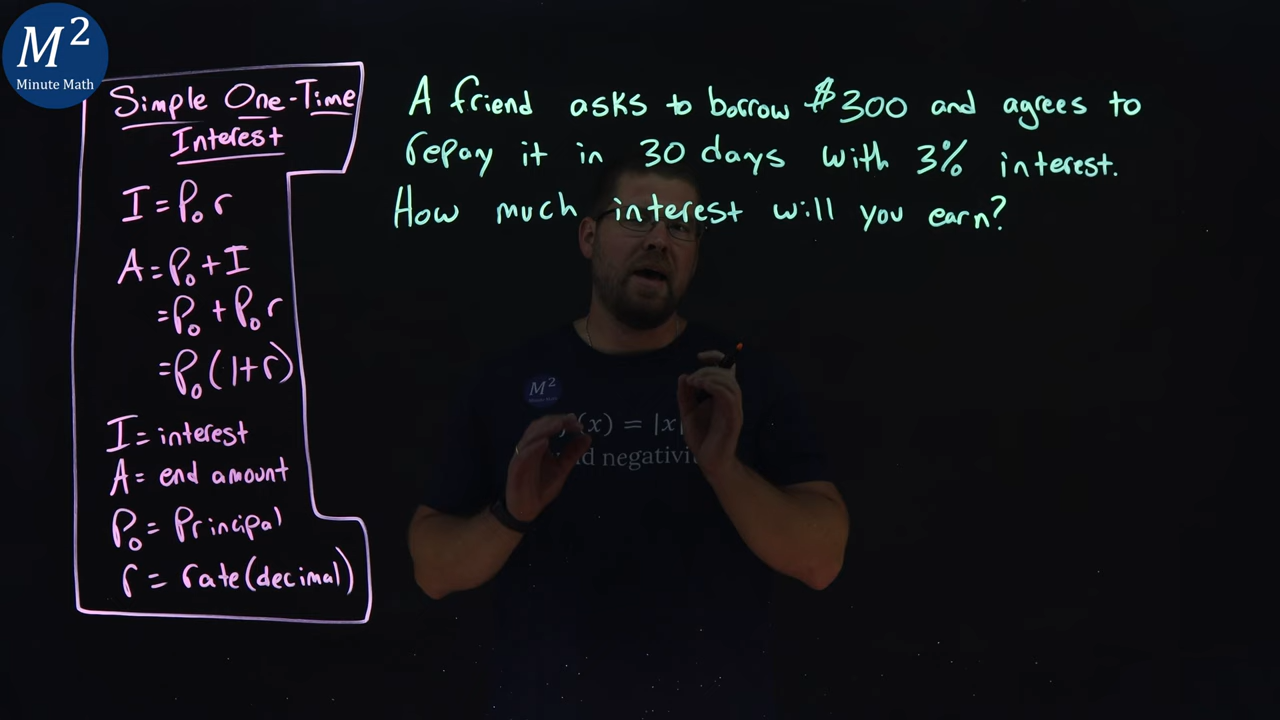 M²
Minute Math
Simple One-Time
Interest
I = P₀ r
A = P₀ + I
= P₀ + P₀ r
= P₀ (1+r)
I = interest
A = end amount
P₀ = Principal
r = rate (decimal)
A friend asks to borrow $300 and agrees to
repay it in 30 days with 3% interest.
How much interest will you earn?
M²
(x) = |x|
negativi